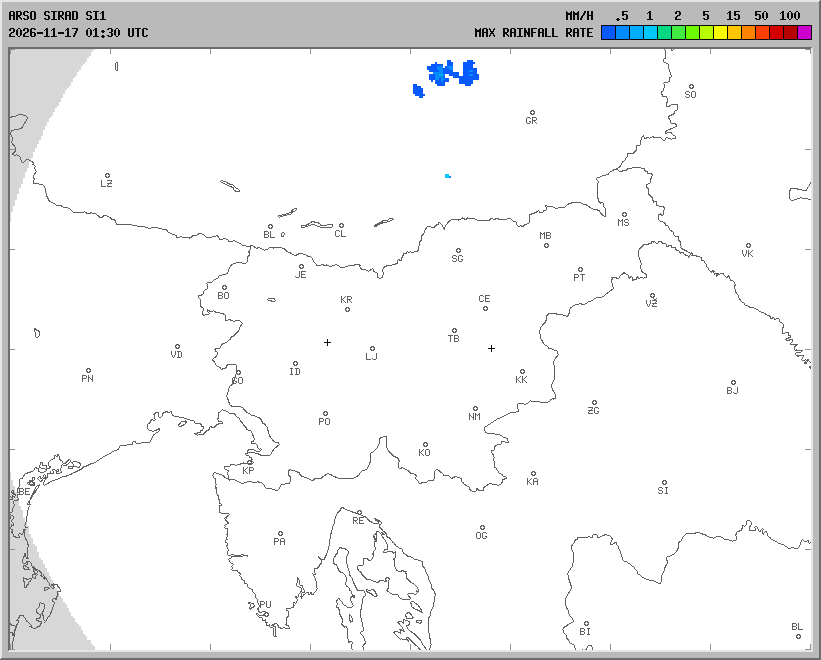 ARSO SIRAD SI1
2026-11-17 01:30 UTC
MM/H .5 1 2 5 15 50 100
MAX RAINFALL RATE
SO
GR
LZ
MS
BL
CL
MB
VK
SG
JE
PT
BO
KR
CE
VZ
TB
VD
LJ
ID
PN
GO
KK
BJ
ZG
NM
PO
KO
KP
KA
BE
SI
RE
OG
PA
PU
BI
BL